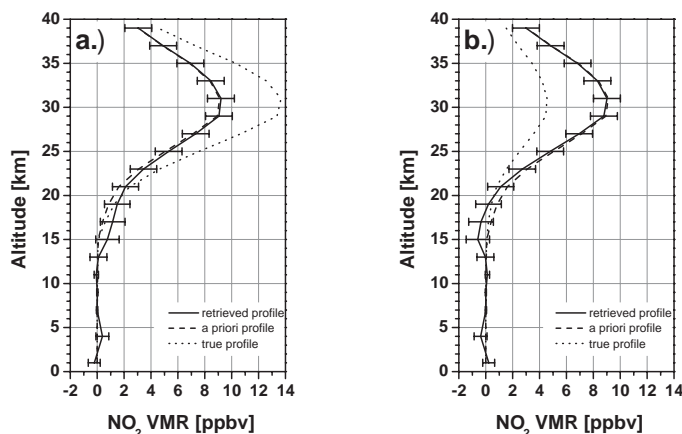 a.)
40
35
30
25
20
15
10
5
0
Altitude [km]
retrieved profile
a priori profile
true profile
-2 0 2 4 6 8 10 12 14
NO2 VMR [ppbv]
b.)
40
35
30
25
20
15
10
5
0
Altitude [km]
retrieved profile
a priori profile
true profile
-2 0 2 4 6 8 10 12 14
NO2 VMR [ppbv]